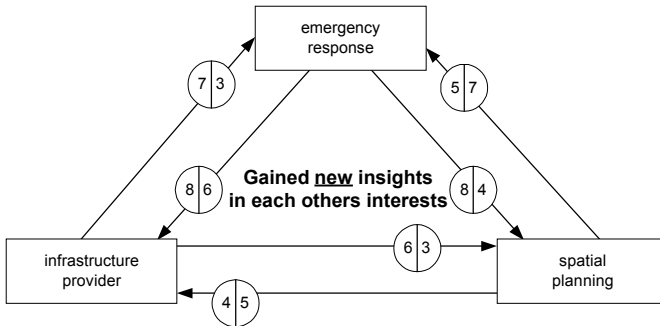 emergency
response
7 3
5 7
8 6
Gained new insights
in each others interests
8 4
infrastructure
provider
6 3
spatial
planning
4 5